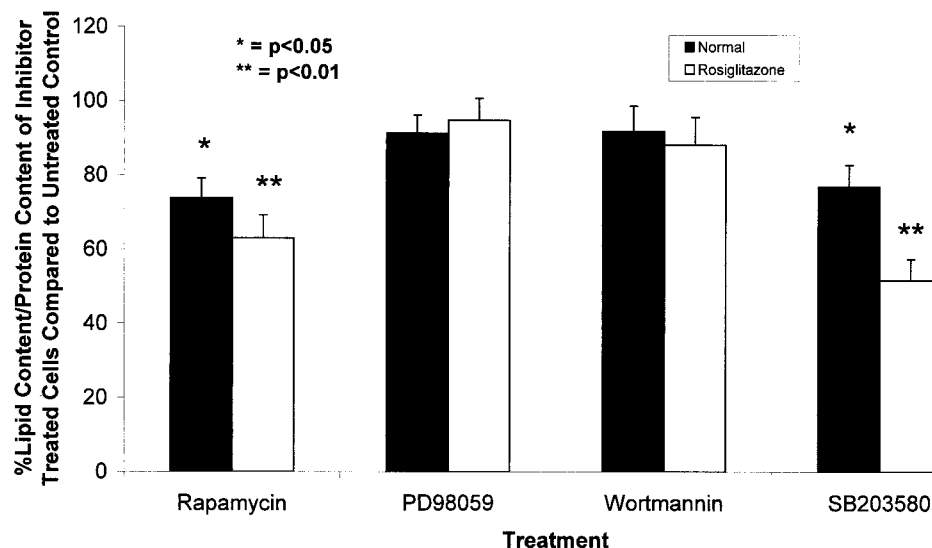 %Lipid Content/Protein Content of Inhibitor
Treated Cells Compared to Untreated Control
120
100
80
60
40
20
0
* = p<0.05
** = p<0.01
Normal
Rosiglitazone
*
**
*
**
Rapamycin
PD98059
Wortmannin
SB203580
Treatment